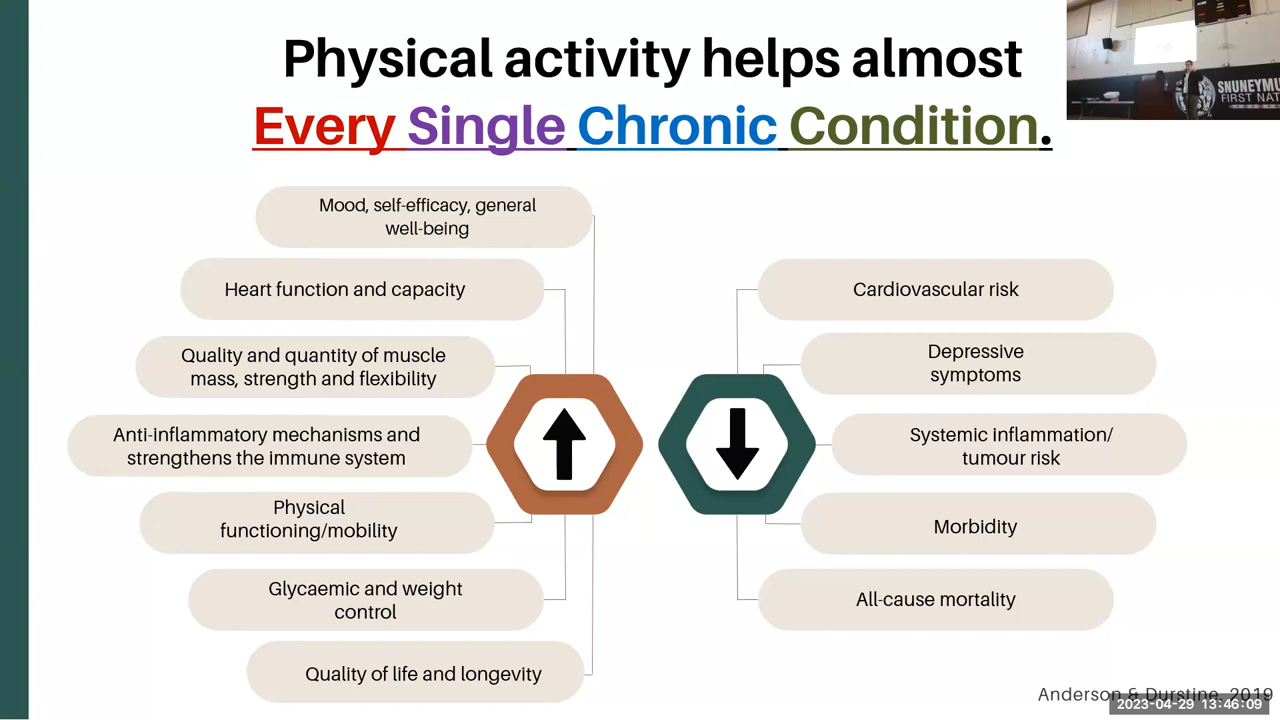 Physical activity helps almost
Every Single Chronic Condition.
SNUNEYMU
FIRST NAT
Mood, self-efficacy, general
well-being
Heart function and capacity
Quality and quantity of muscle
mass, strength and flexibility
Anti-inflammatory mechanisms and
strengthens the immune system
Physical
functioning/mobility
Glycaemic and weight
control
Quality of life and longevity
Cardiovascular risk
Depressive
symptoms
Systemic inflammation/
tumour risk
Morbidity
All-cause mortality
Anderson & Durstine, 2019
2023-04-29 13:46:09